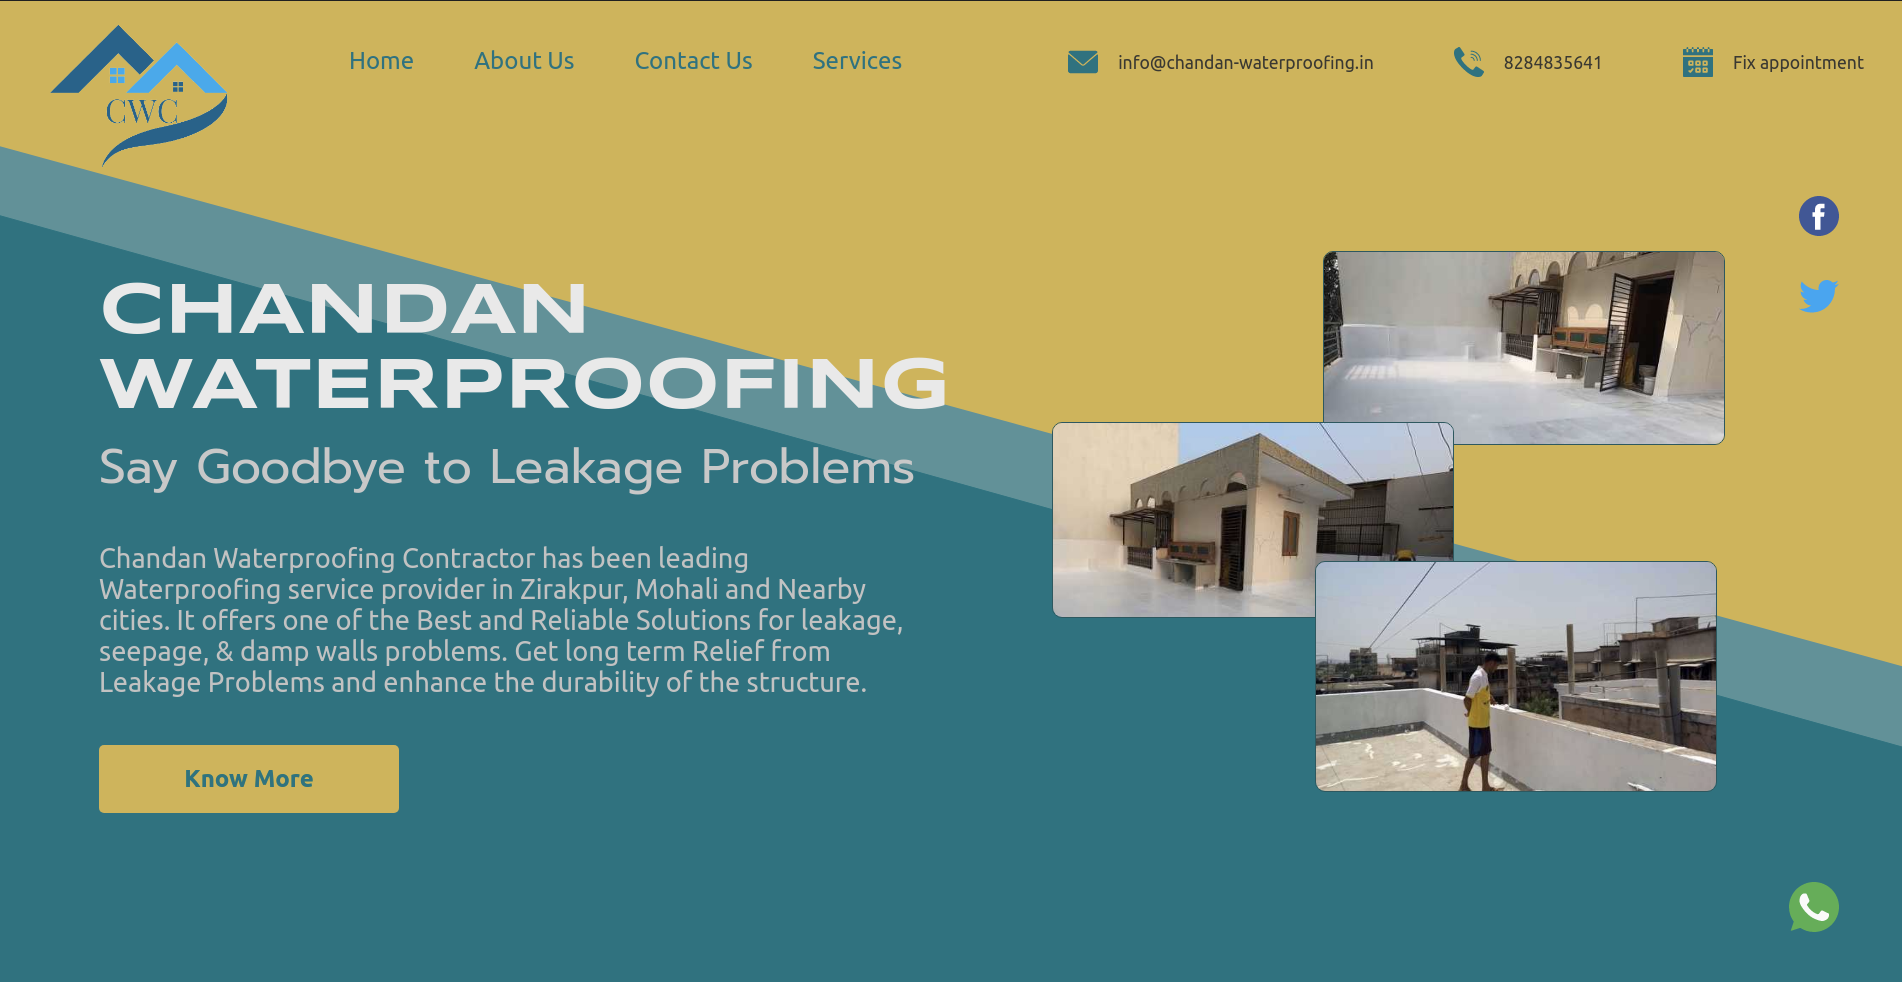 CWC
Home About Us Contact Us Services
info@chandan-waterproofing.in 8284835641 Fix appointment
CHANDAN
WATERPROOFING
Say Goodbye to Leakage Problems
Chandan Waterproofing Contractor has been leading
Waterproofing service provider in Zirakpur, Mohali and Nearby
cities. It offers one of the Best and Reliable Solutions for leakage,
seepage, & damp walls problems. Get long term Relief from
Leakage Problems and enhance the durability of the structure.
Know More